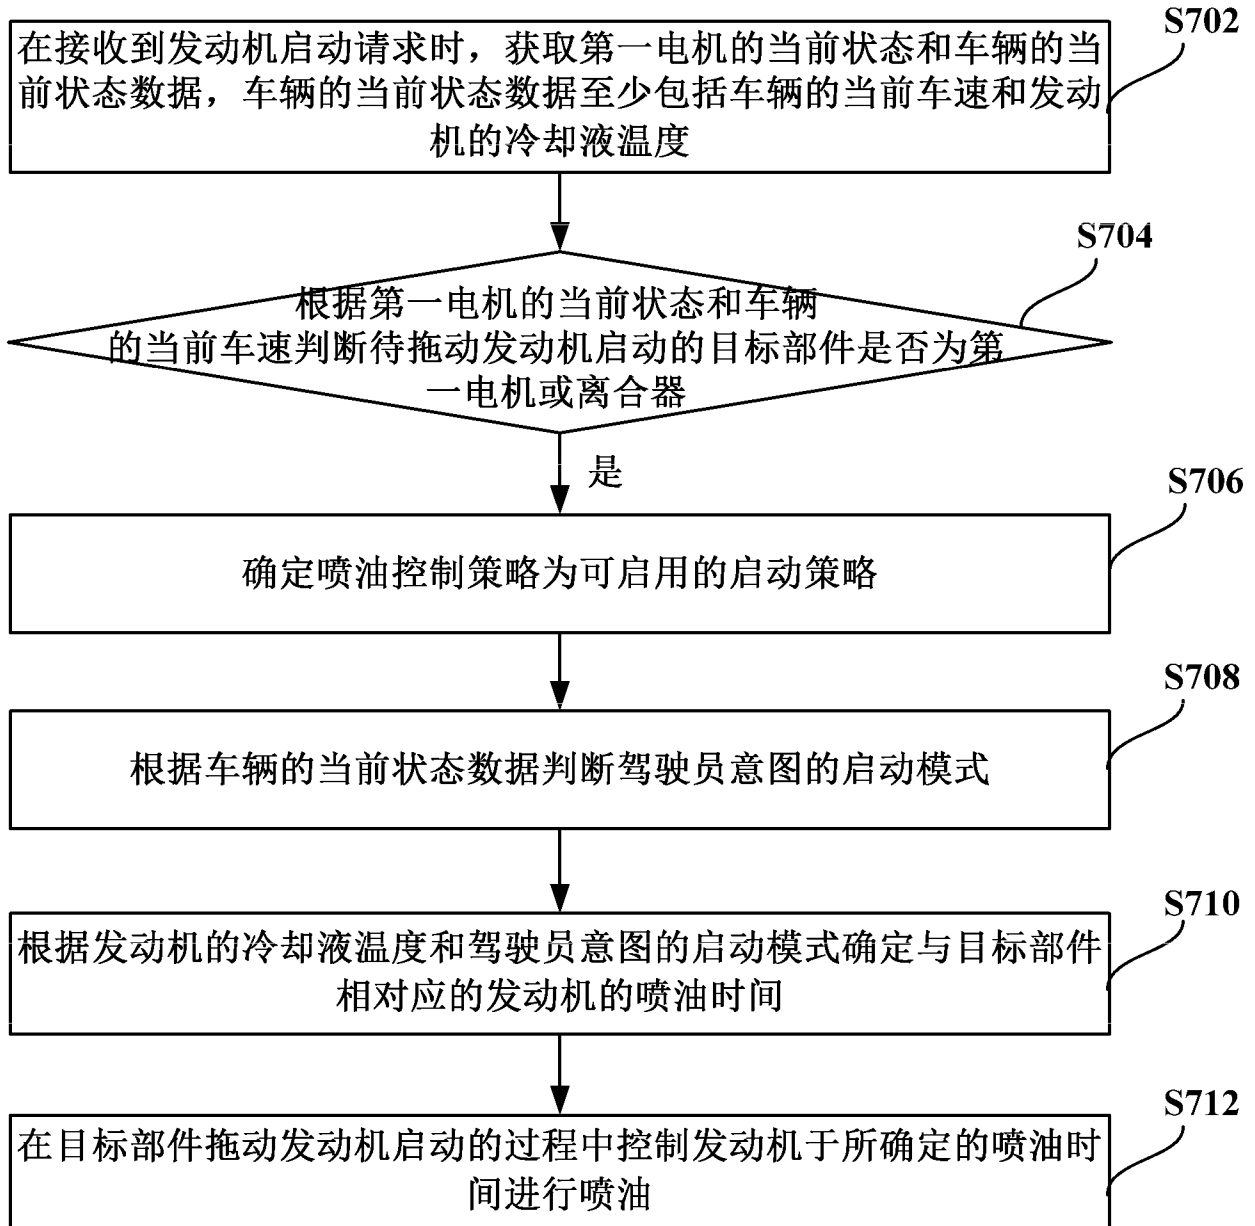 S702
在接收到发动机启动请求时，获取第一电机的当前状态和车辆的当
前状态数据，车辆的当前状态数据至少包括车辆的当前车速和发动
机的冷却液温度
S704
根据第一电机的当前状态和车辆
的当前车速判断待拖动发动机启动的目标部件是否为第
一电机或离合器
是
S706
确定喷油控制策略为可启用的启动策略
S708
根据车辆的当前状态数据判断驾驶员意图的启动模式
S710
根据发动机的冷却液温度和驾驶员意图的启动模式确定与目标部件
相对应的发动机的喷油时间
S712
在目标部件拖动发动机启动的过程中控制发动机于所确定的喷油时
间进行喷油